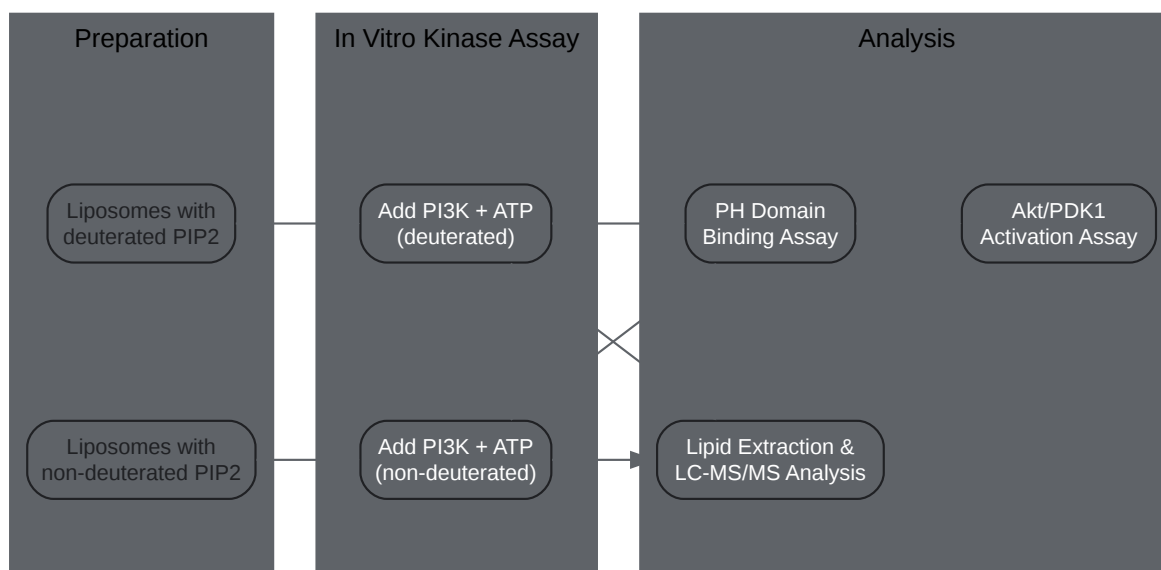 Preparation
In Vitro Kinase Assay
Analysis
Liposomes with
deuterated PIP2
Add PI3K + ATP
(deuterated)
PH Domain
Binding Assay
Akt/PDK1
Activation Assay
Liposomes with
non-deuterated PIP2
Add PI3K + ATP
(non-deuterated)
Lipid Extraction &
LC-MS/MS Analysis